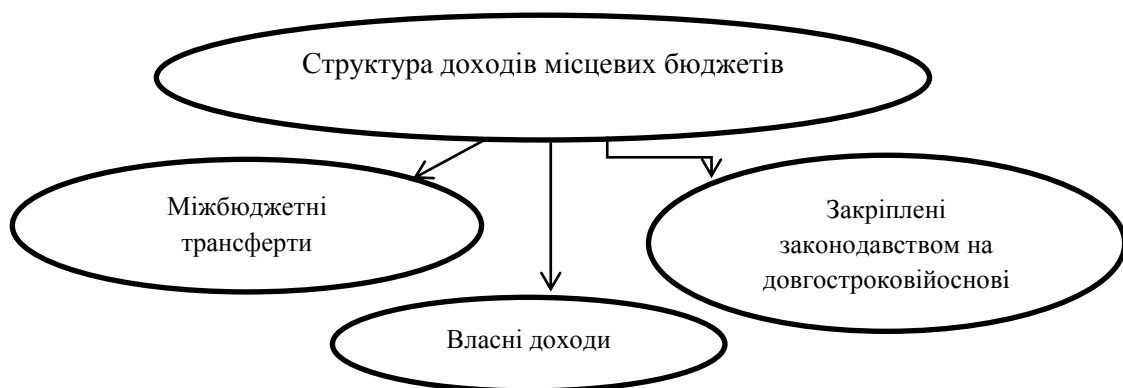 Структура доходів місцевих бюджетів
Міжбюджетні
трансферти
Закріплені
законодавством на
довгостроковійоснові
Власні доходи